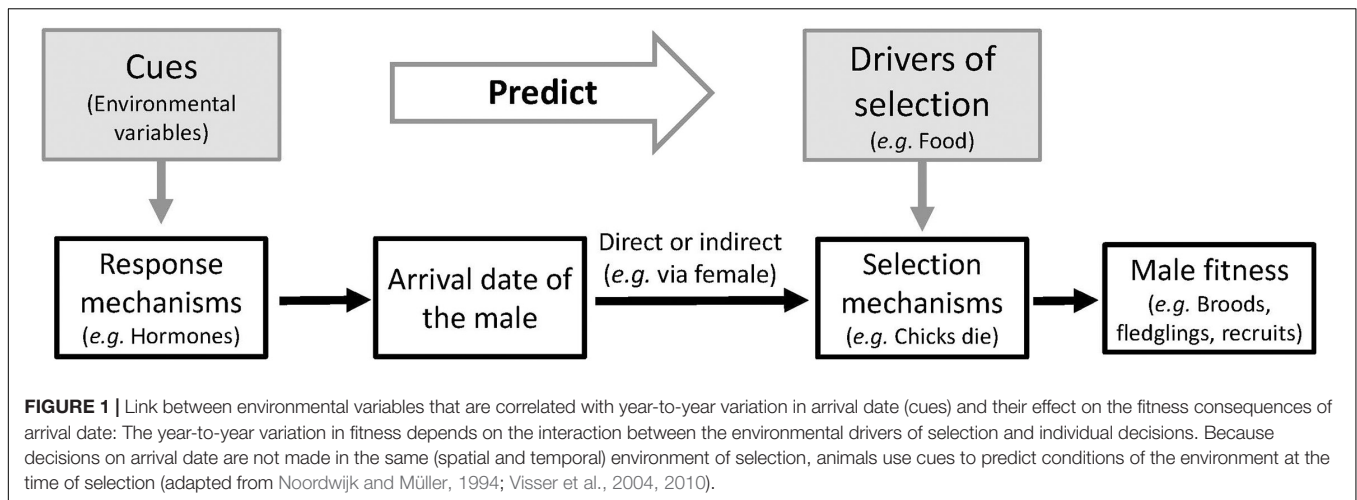 Cues
(Environmental
variables)
Predict
Drivers of
selection
(e.g. Food)
Response
mechanisms
(e.g. Hormones)
Arrival date of
the male
Direct or indirect
(e.g. via female)
Selection
mechanisms
(e.g. Chicks die)
Male fitness
(e.g. Broods,
fledglings, recruits)
FIGURE 1 | Link between environmental variables that are correlated with year-to-year variation in arrival date (cues) and their effect on the fitness consequences of
arrival date: The year-to-year variation in fitness depends on the interaction between the environmental drivers of selection and individual decisions. Because
decisions on arrival date are not made in the same (spatial and temporal) environment of selection, animals use cues to predict conditions of the environment at the
time of selection (adapted from Noordwijk and Müller, 1994; Visser et al., 2004, 2010).